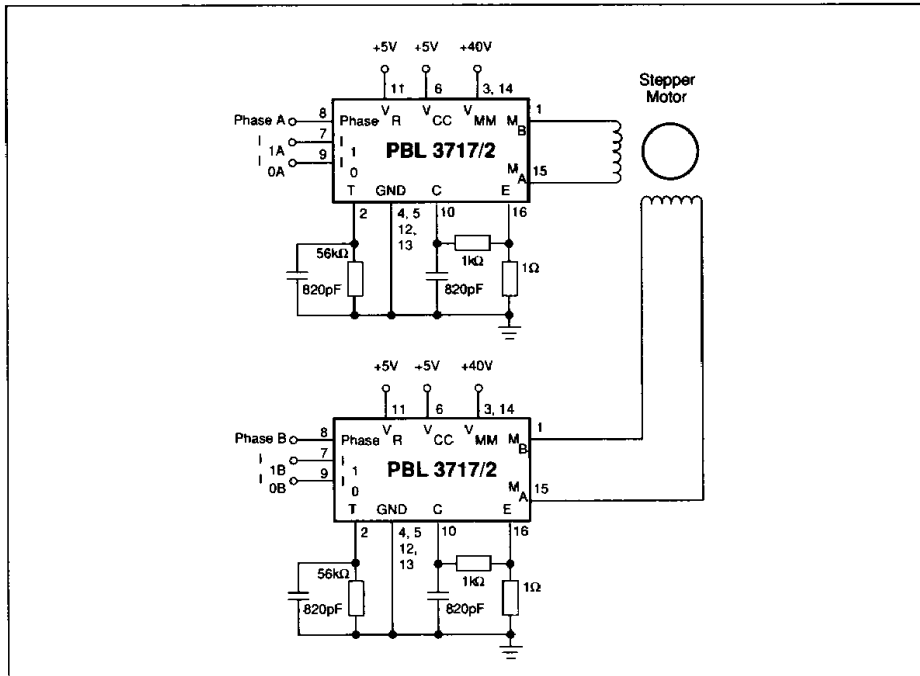 +5V +5V +40V
11 6 3, 14
Stepper
Motor
Phase A 8 Phase V R V CC V MM M B 1
I 1A 7 I 1
PBL 3717/2
I 0A 9 I 0 M A 15
T GND C E
2 4, 5 10 16
12,
13
56kΩ 1kΩ 1Ω
820pF 820pF
+5V +5V +40V
11 6 3, 14
Phase B 8 Phase V R V CC V MM M B 1
I 1B 7 I 1
PBL 3717/2
I 0B 9 I 0 M A 15
T GND C E
2 4, 5 10 16
12,
13
56kΩ 1kΩ 1Ω
820pF 820pF